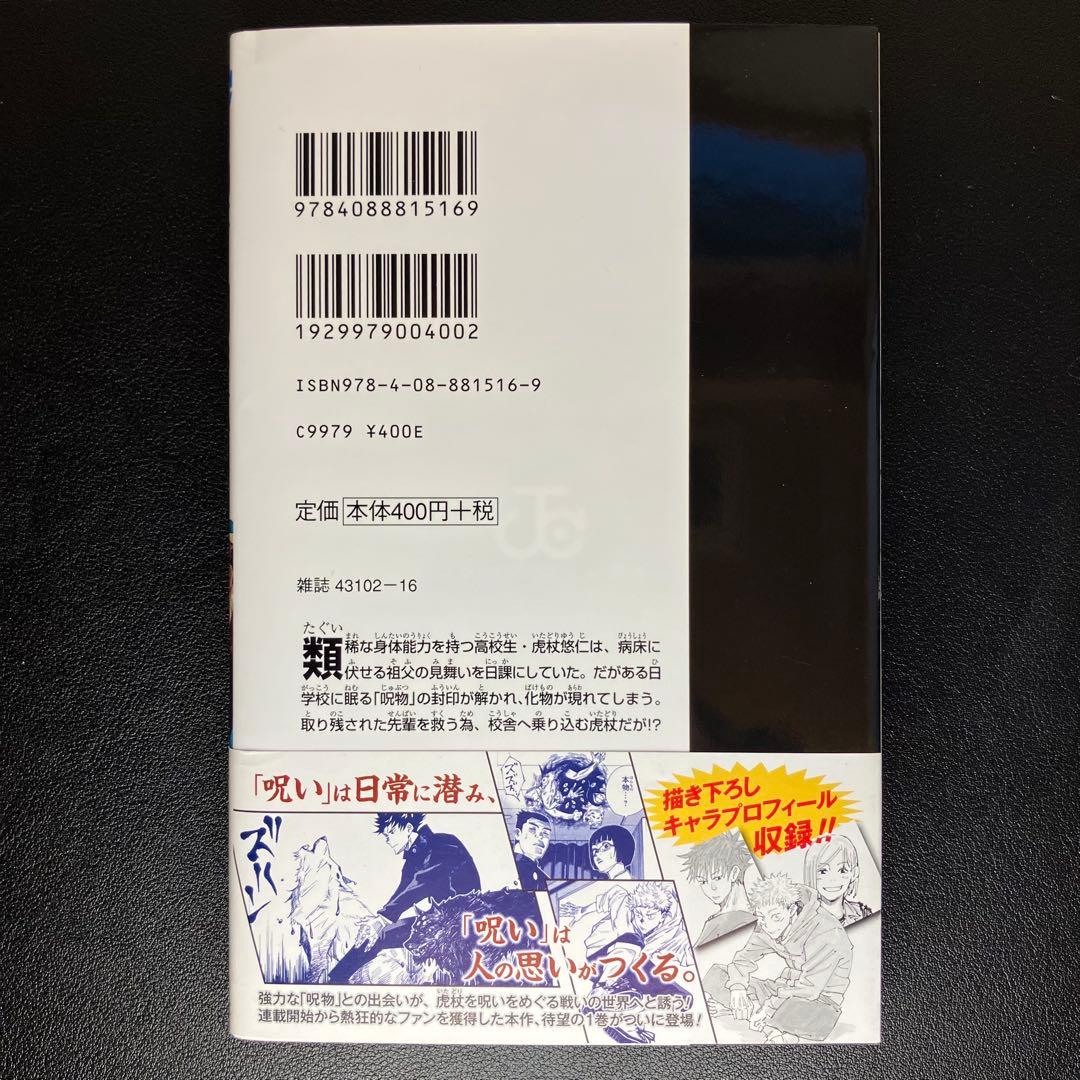 9784088815169
1929979004002
ISBN978-4-08-881516-9
C9979 ¥400E
定価 本体400円+税
JC
雑誌 43102-16
類稀な身体能力を持つ高校生・虎杖悠仁は、病床に
伏せる祖父の見舞いを日課にしていた。だがある日
学校に眠る「呪物」の封印が解かれ、化物が現れてしまう。
取り残された先輩を救う為、校舎へ乗り込む虎杖だが!?
「呪い」は日常に潜み、
本物…?
描き下ろし
キャラプロフィール
収録!!
「呪い」は
人の思いがつくる。
強力な「呪物」との出会いが、虎杖を呪いをめぐる戦いの世界へと誘う!
連載開始から熱狂的なファンを獲得した本作、待望の1巻がついに登場!